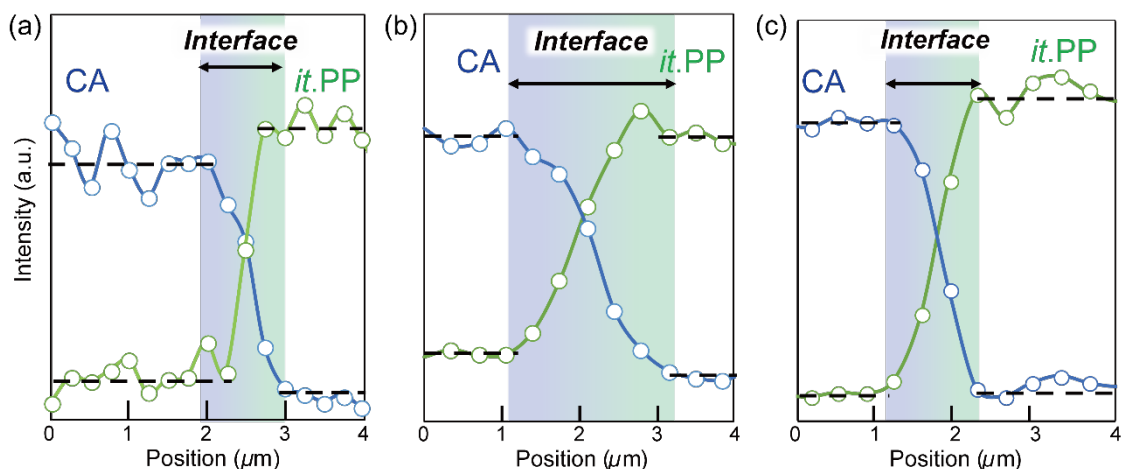 (a)
Interface
CA
it.PP
Intensity (a.u.)
0 1 2 3 4
Position (µm)
(b)
Interface
CA
it.PP
0 1 2 3 4
Position (µm)
(c)
Interface
CA
it.PP
0 1 2 3 4
Position (µm)